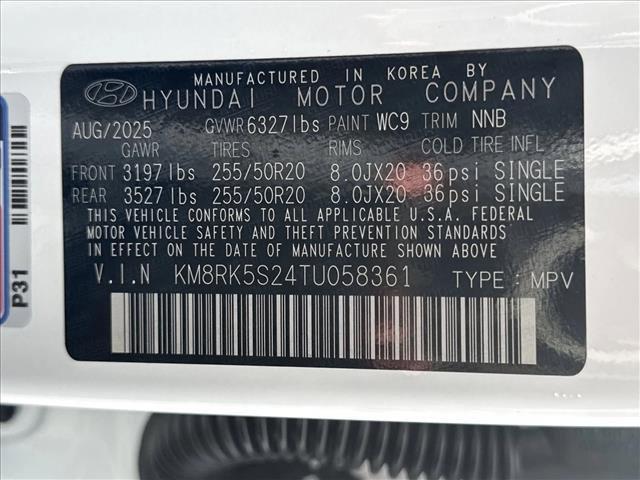 MANUFACTURED IN KOREA BY
HYUNDAI MOTOR COMPANY
AUG/2025 GVWR 6327lbs PAINT WC9 TRIM NNB
GAWR TIRES RIMS COLD TIRE INFL
FRONT 3197lbs 255/50R20 8.0JX20 36psi SINGLE
REAR 3527lbs 255/50R20 8.0JX20 36psi SINGLE
THIS VEHICLE CONFORMS TO ALL APPLICABLE U.S.A. FEDERAL
MOTOR VEHICLE SAFETY AND THEFT PREVENTION STANDARDS
IN EFFECT ON THE DATE OF MANUFACTURE SHOWN ABOVE.
V.I.N KM8RK5S24TU058361 TYPE: MPV
P31